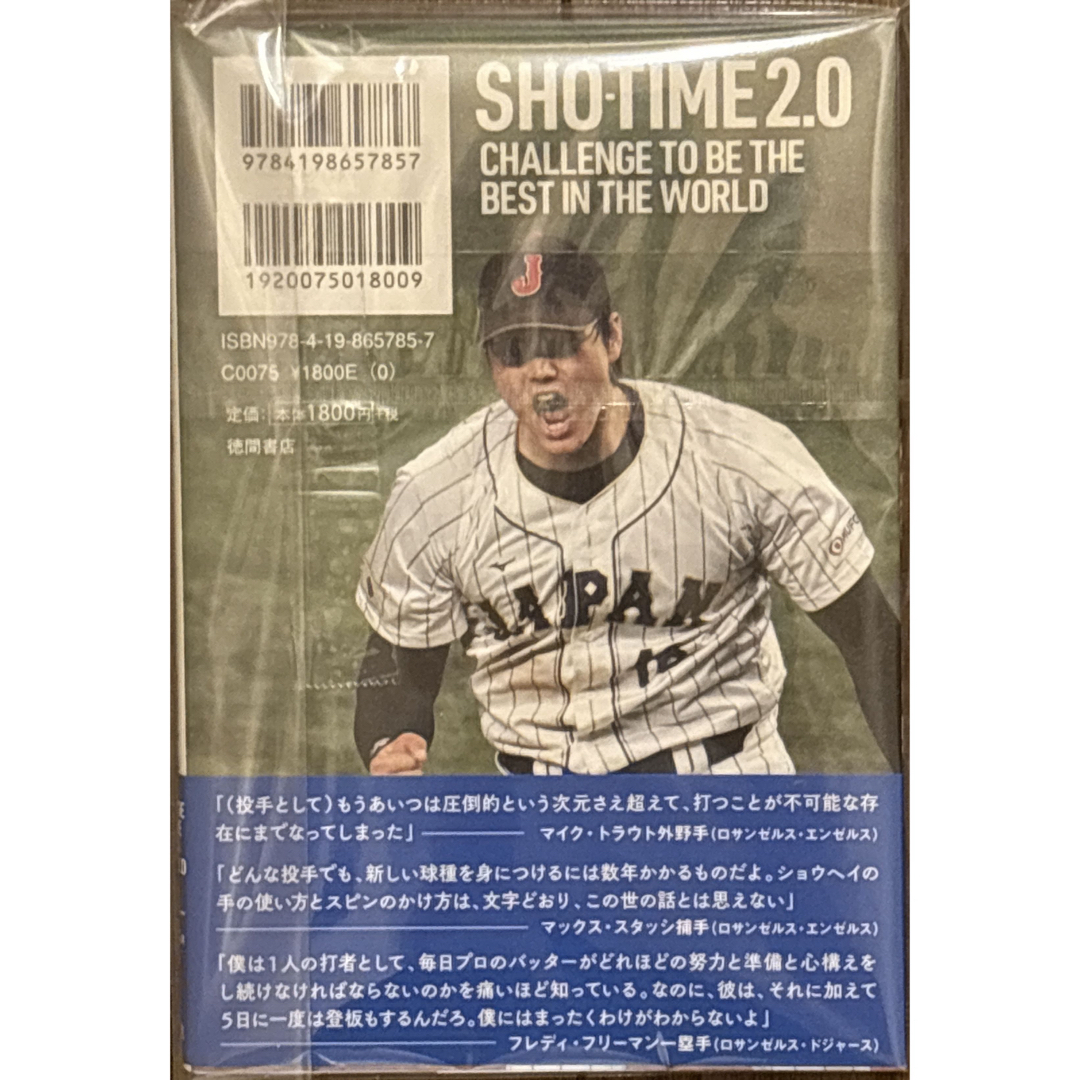 9784198657857
1920075018009
SHO-TIME 2.0
CHALLENGE TO BE THE
BEST IN THE WORLD
ISBN978-4-19-865785-7
C0075 ¥1800E (0)
定価:本体1800円+税
徳間書店
J
JAPAN
16
「(投手として)もうあいつは圧倒的という次元さえ超えて、打つことが不可能な存
在にまでなってしまった」
マイク・トラウト外野手(ロサンゼルス・エンゼルス)
「どんな投手でも、新しい球種を身につけるには数年かかるものだよ。ショウヘイの
手の使い方とスピンのかけ方は、文字どおり、この世の話とは思えない」
マックス・スタッシ捕手(ロサンゼルス・エンゼルス)
「僕は1人の打者として、毎日プロのバッターがどれほどの努力と準備と心構えを
し続けなければならないのかを痛いほど知っている。なのに、彼は、それに加えて
5日に一度は登板もするんだろ。僕にはまったくわけがわからないよ」
フレディ・フリーマン一塁手(ロサンゼルス・ドジャース)